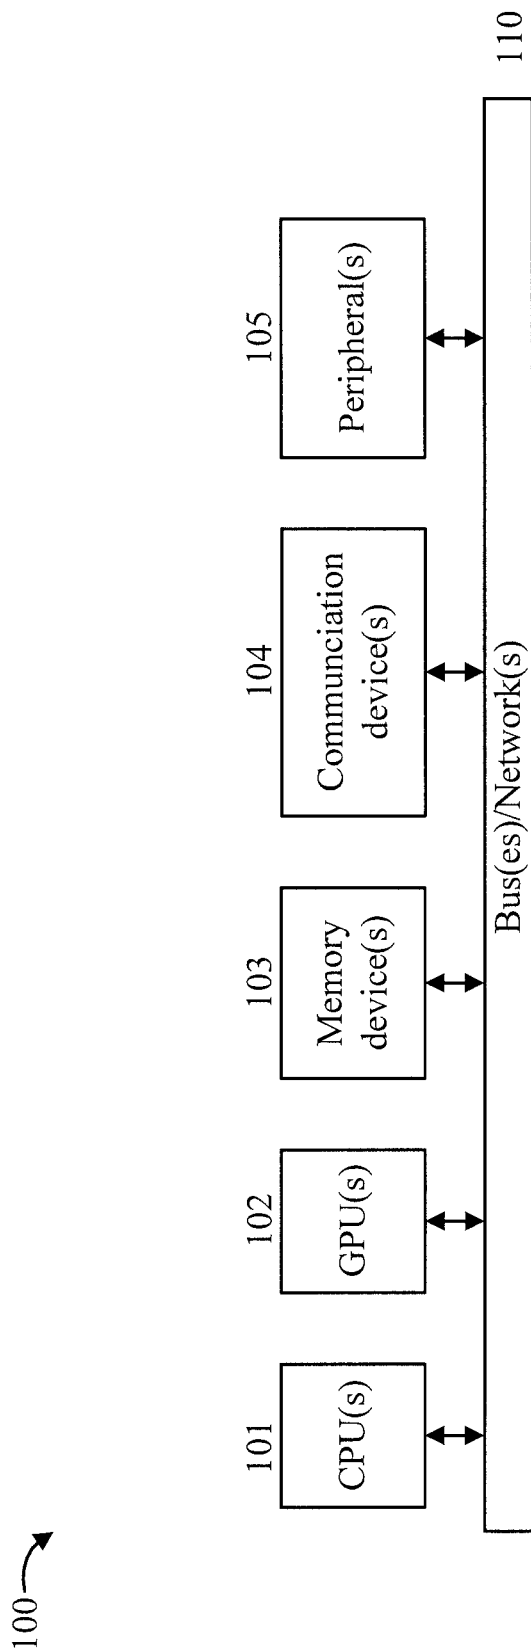 100
101
CPU(s)
102
GPU(s)
103
Memory
device(s)
104
Communciation
device(s)
105
Peripheral(s)
Bus(es)/Network(s)
110